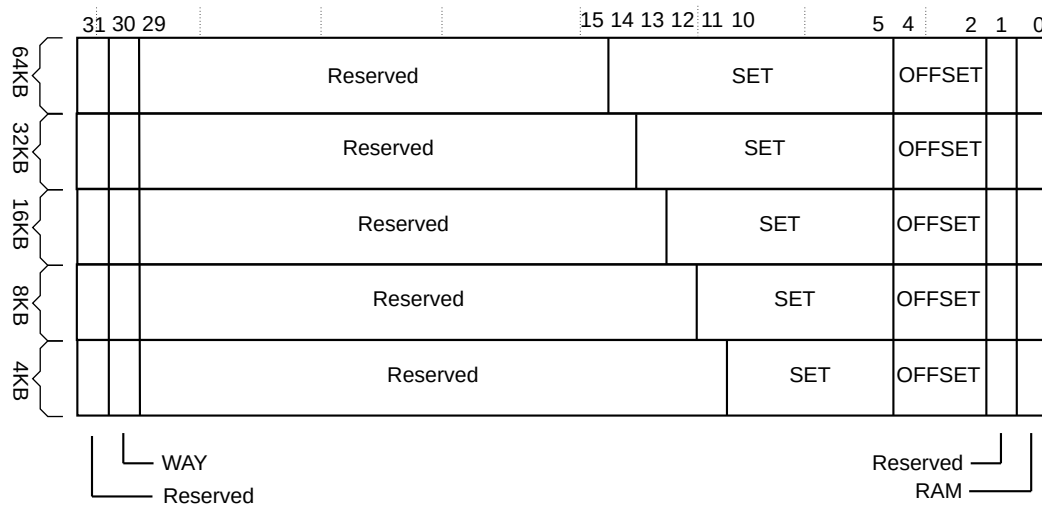 31 30 29 15 14 13 12 11 10 5 4 2 1 0
64KB Reserved SET OFFSET
32KB Reserved SET OFFSET
16KB Reserved SET OFFSET
8KB Reserved SET OFFSET
4KB Reserved SET OFFSET
WAY Reserved
Reserved RAM